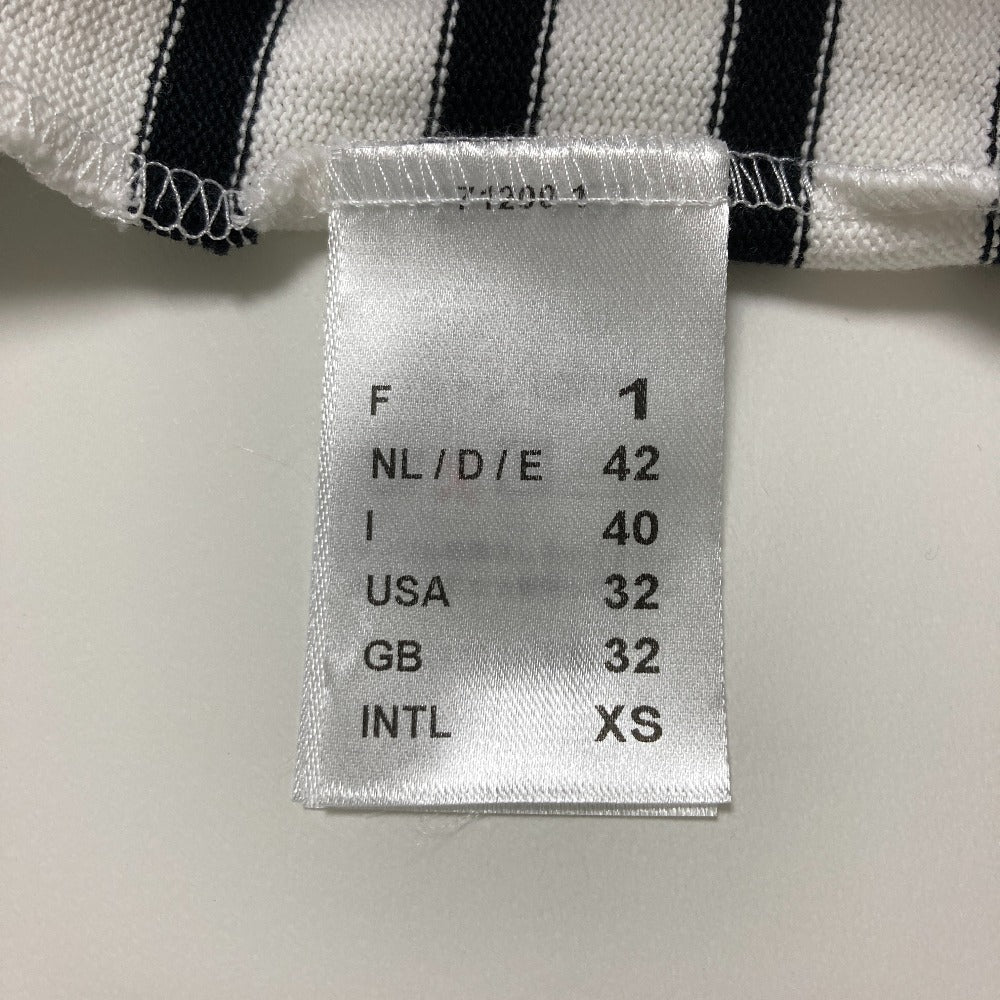 F 1
NL / D / E 42
I 40
USA 32
GB 32
INTL XS